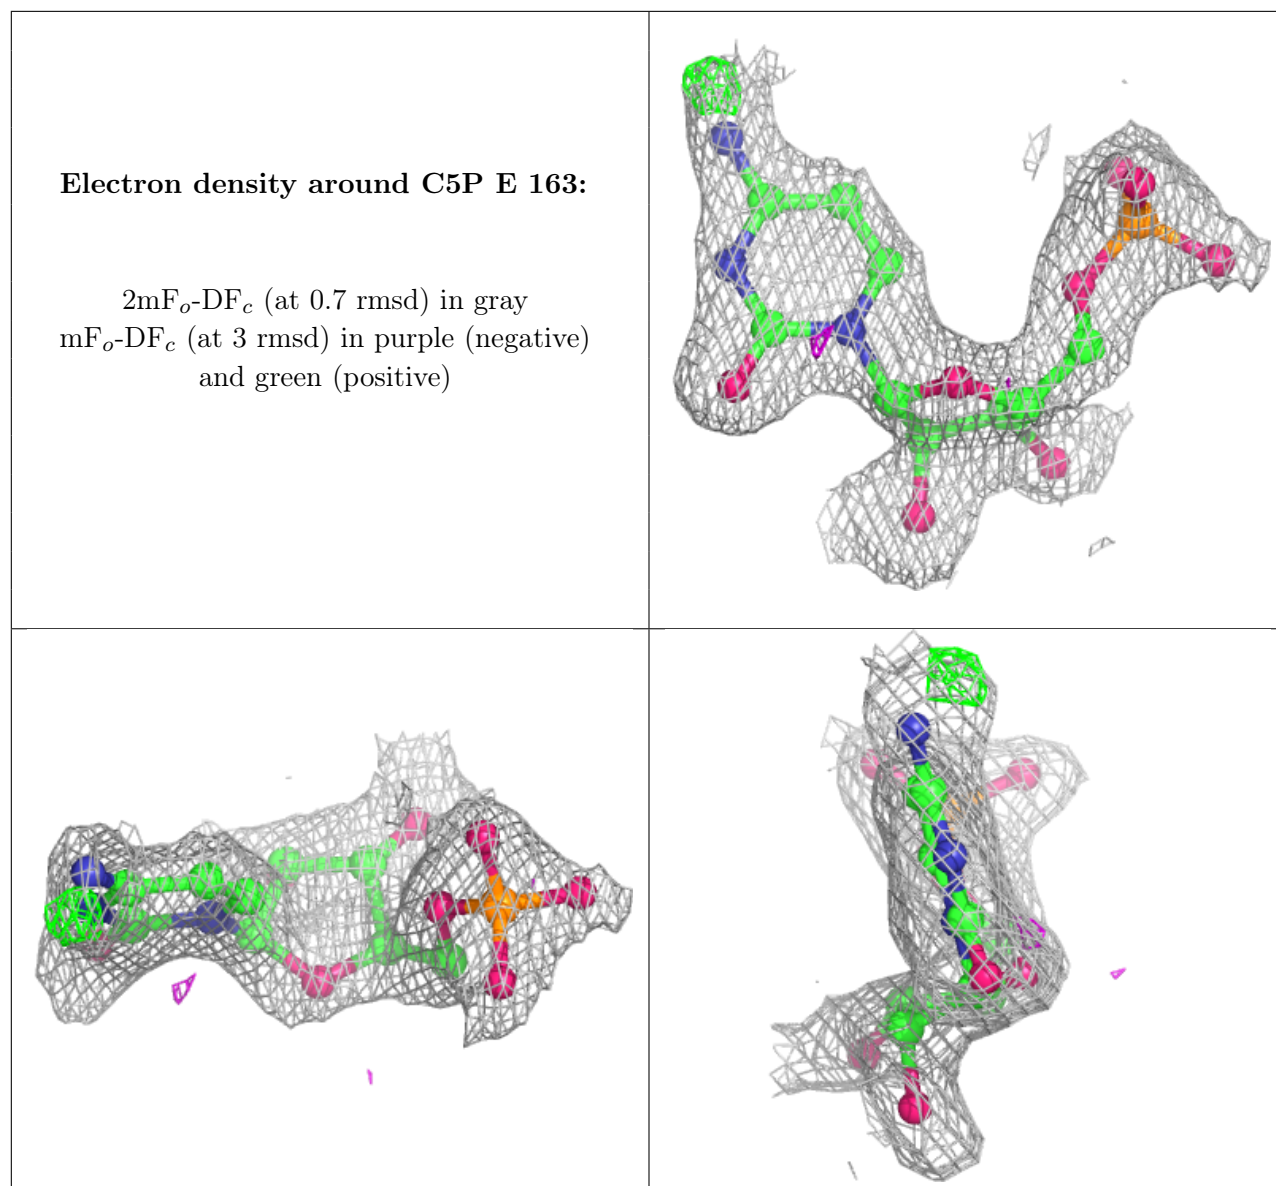 Electron density around C5P E 163:
2mFo-DFc (at 0.7 rmsd) in gray
mFo-DFc (at 3 rmsd) in purple (negative)
and green (positive)